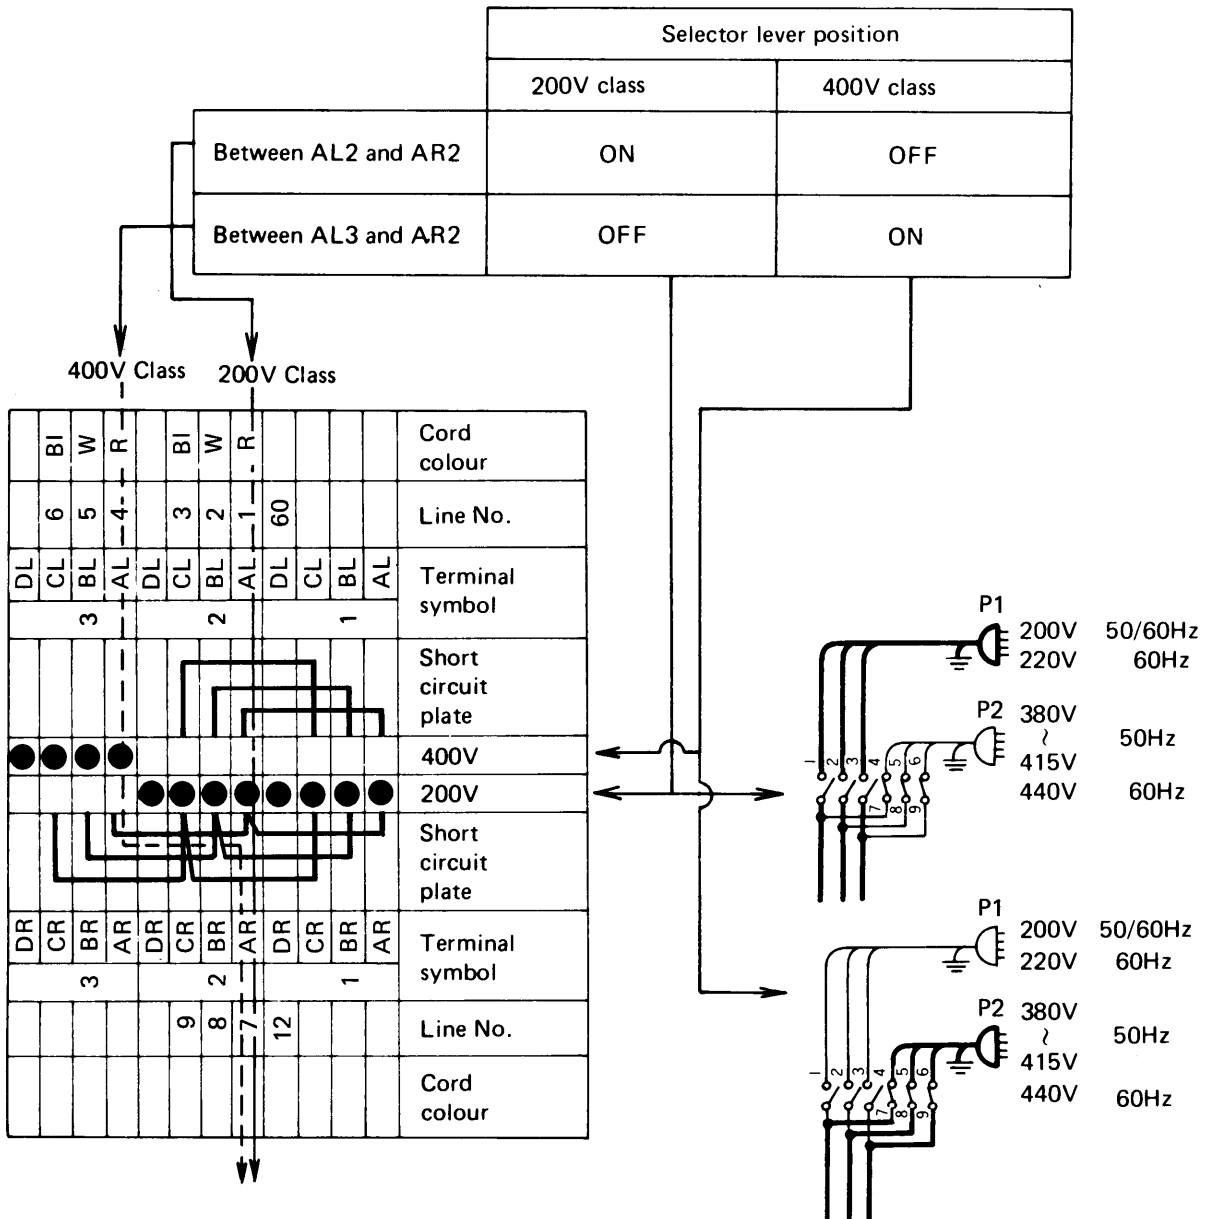 Selector lever position
200V class 400V class
Between AL2 and AR2 ON OFF
Between AL3 and AR2 OFF ON
400V Class 200V Class
BI W R BI W R Cord
colour
6 5 4 3 2 1 60 Line No.
DL CL BL AL DL CL BL AL DL CL BL AL Terminal
symbol
3 2 1
Short
circuit
plate
400V
200V
Short
circuit
plate
DR CR BR AR DR CR BR AR DR CR BR AR Terminal
symbol
3 2 1
9 8 7 12 Line No.
Cord
colour
P1
200V 50/60Hz
220V 60Hz
P2 380V
~ 50Hz
415V
440V 60Hz
1 2 3 4 5 6
7 8 9
P1
200V 50/60Hz
220V 60Hz
P2 380V
~ 50Hz
415V
440V 60Hz
1 2 3 4 5 6
7 8 9